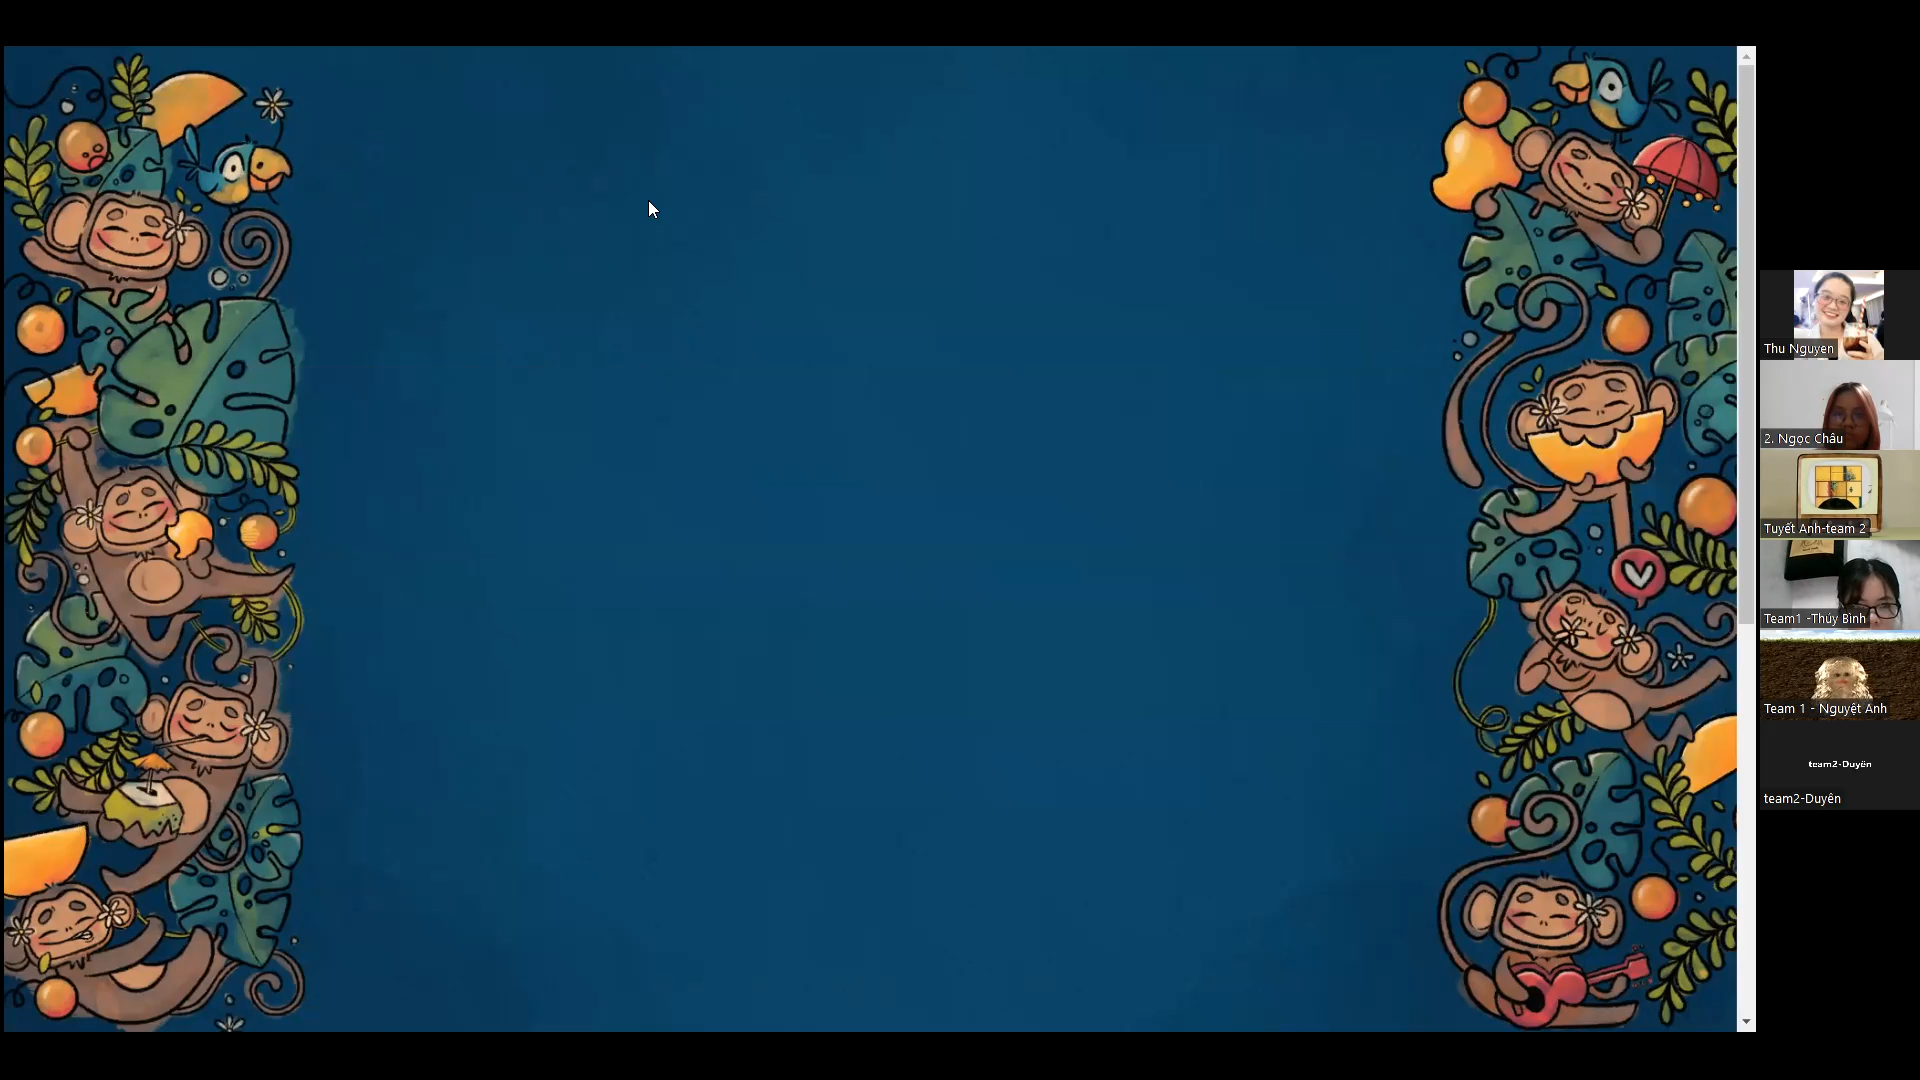 Thu Nguyen
2. Ngọc Châu
Tuyết Anh-team 2
Team1 -Thúy Bình
Team 1 - Nguyệt Anh
team2-Duyên
team2-Duyên